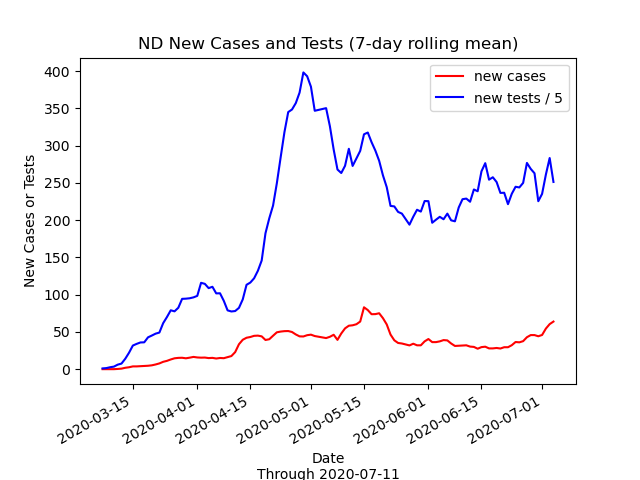 ND New Cases and Tests (7-day rolling mean)
new cases
new tests / 5
New Cases or Tests
400
350
300
250
200
150
100
50
0
2020-03-15
2020-04-01
2020-04-15
2020-05-01
2020-05-15
2020-06-01
2020-06-15
2020-07-01
Date
Through 2020-07-11